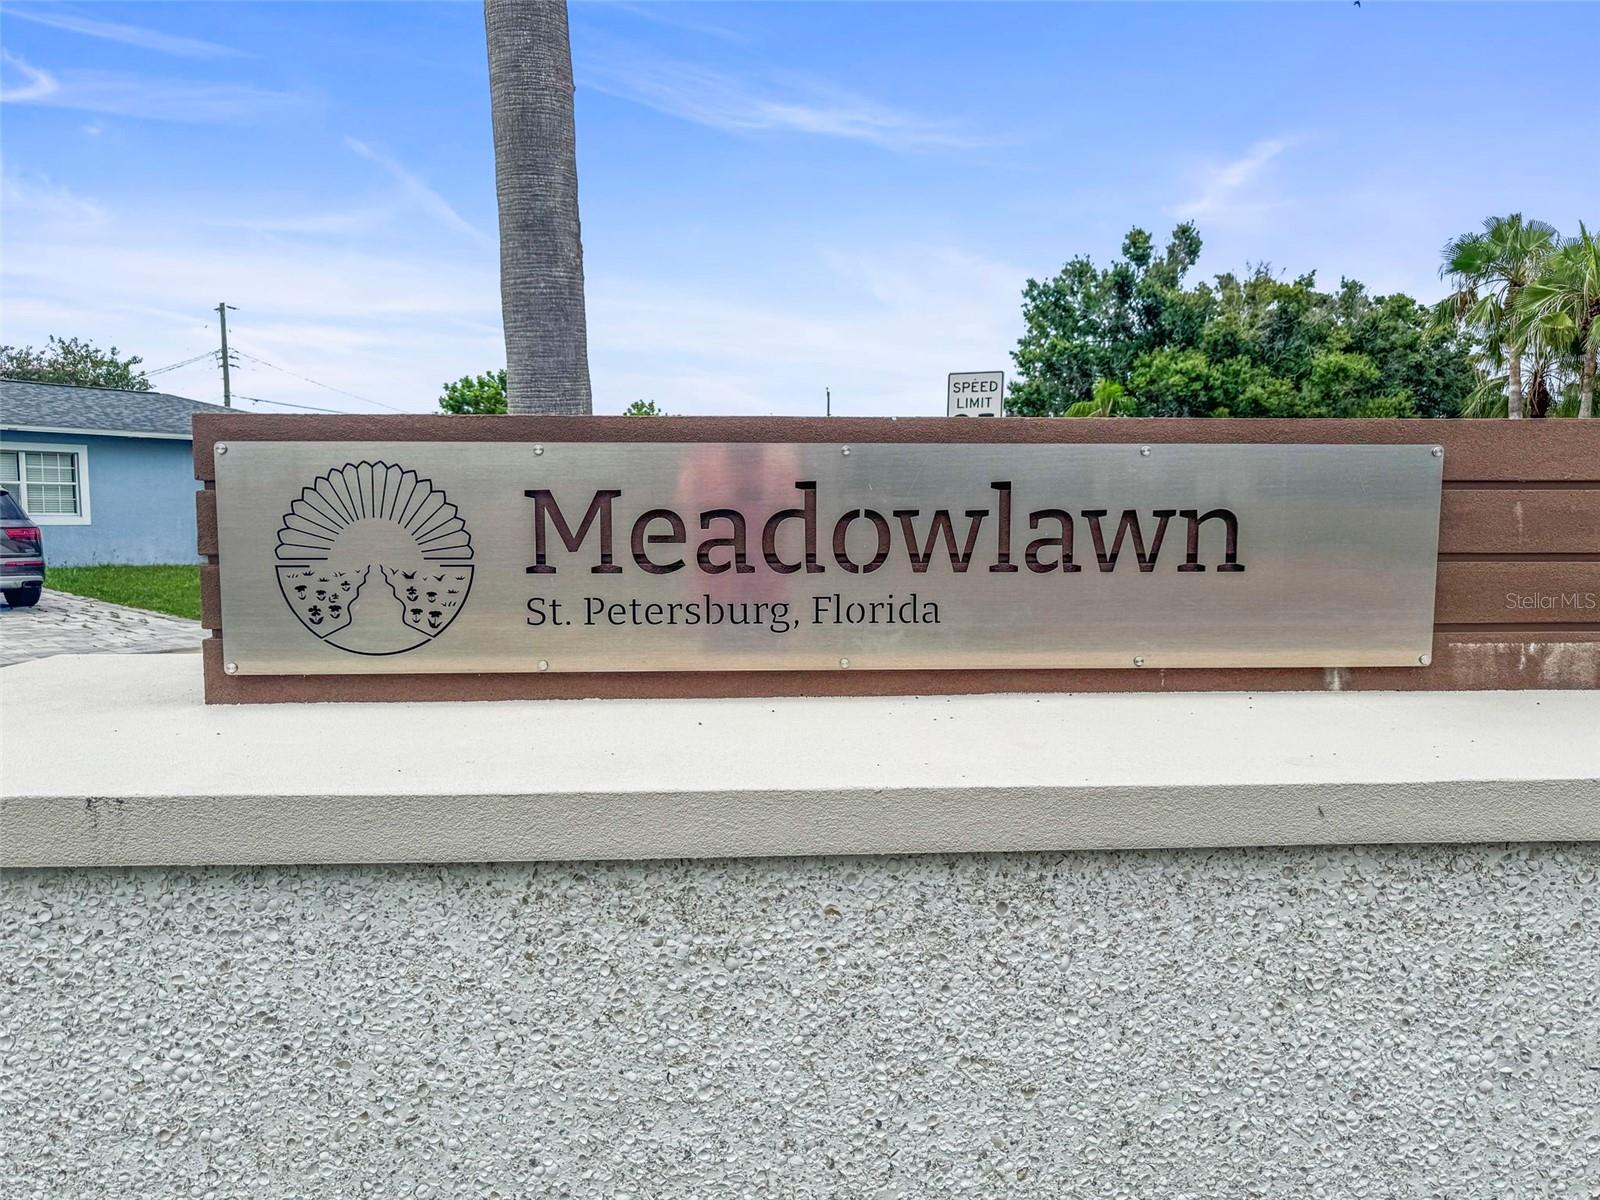 SPEED
LIMIT
Meadowlawn
St. Petersburg, Florida
Stellar MLS